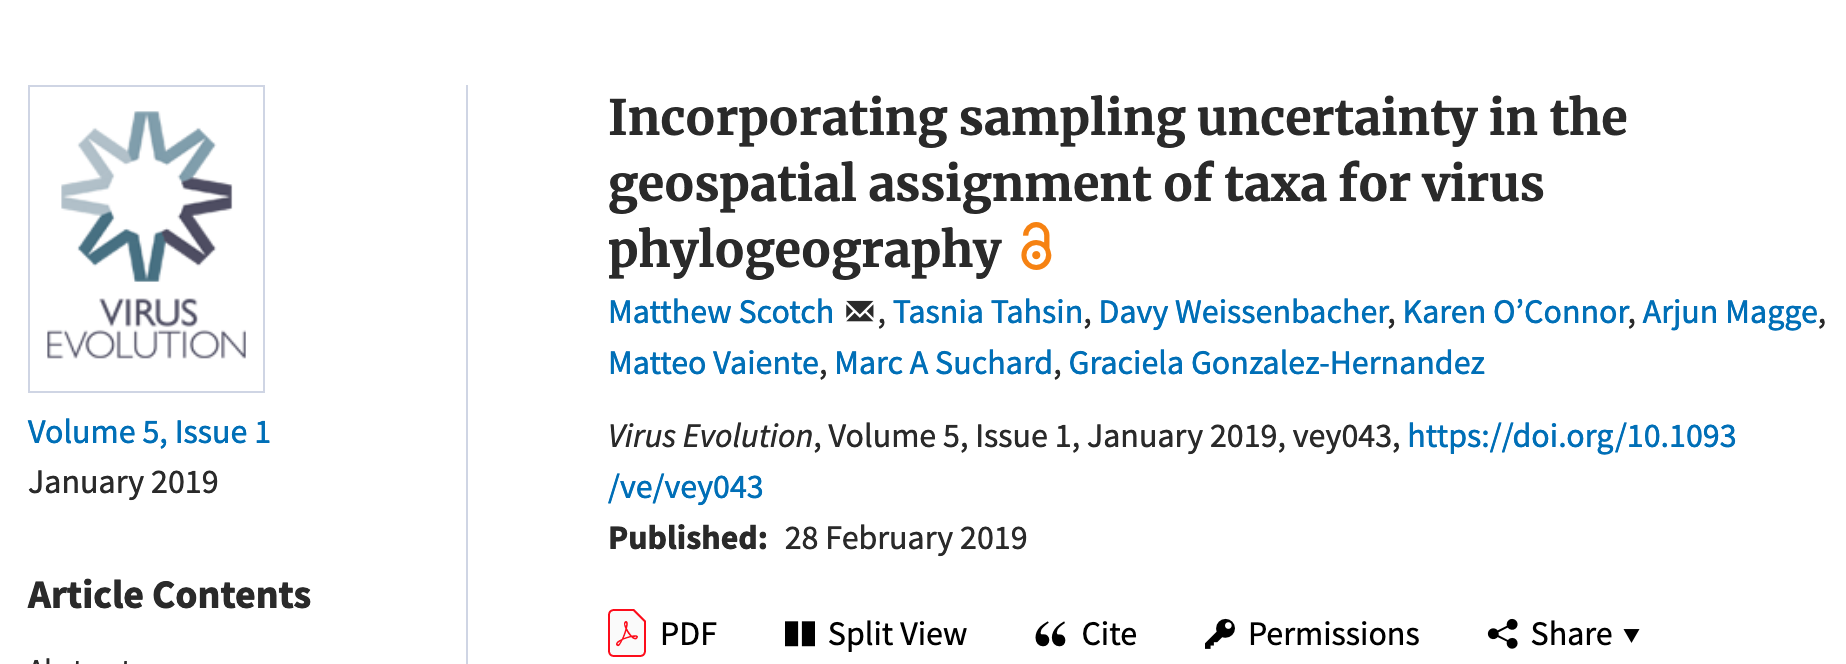 VIRUS
EVOLUTION
Volume 5, Issue 1
January 2019
Article Contents
Incorporating sampling uncertainty in the
geospatial assignment of taxa for virus
phylogeography
Matthew Scotch, Tasnia Tahsin, Davy Weissenbacher, Karen O’Connor, Arjun Magge,
Matteo Vaiente, Marc A Suchard, Graciela Gonzalez-Hernandez
Virus Evolution, Volume 5, Issue 1, January 2019, vey043, https://doi.org/10.1093
/ve/vey043
Published: 28 February 2019
PDF Split View Cite Permissions Share